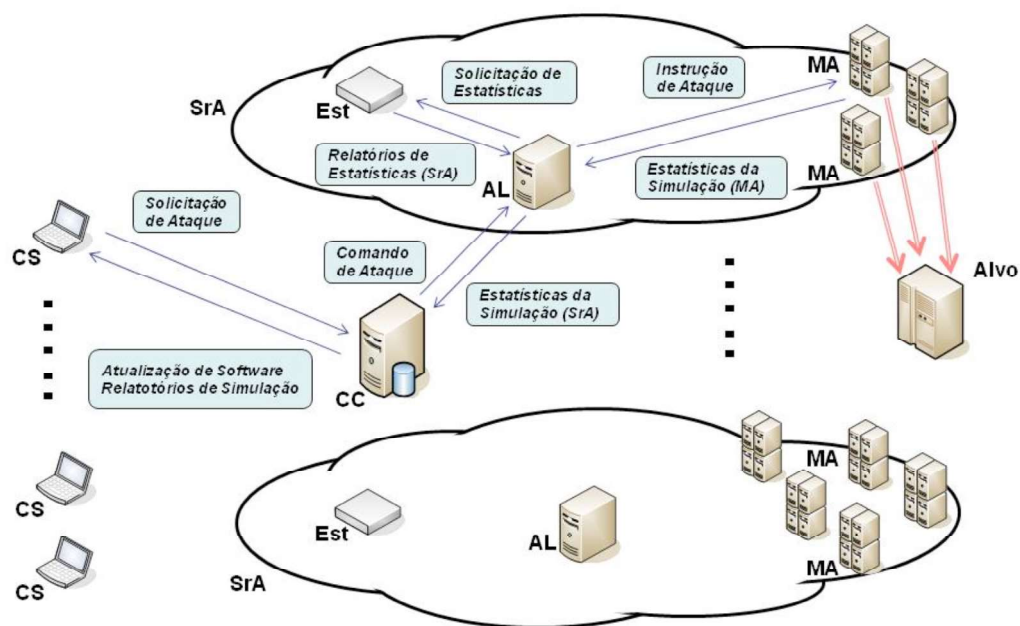 MA
Solicitação de
Estatísticas
Instrução
de Ataque
SrA
Est
Relatórios de
Estatísticas (SrA)
AL
Estatísticas da
Simulação (MA)
MA
Solicitação
de Ataque
CS
Comando
de Ataque
Alvo
Estatísticas da
Simulação (SrA)
Atualização de Software
Relatotórios de Simulação
CC
MA
CS
Est
AL
MA
SrA
CS